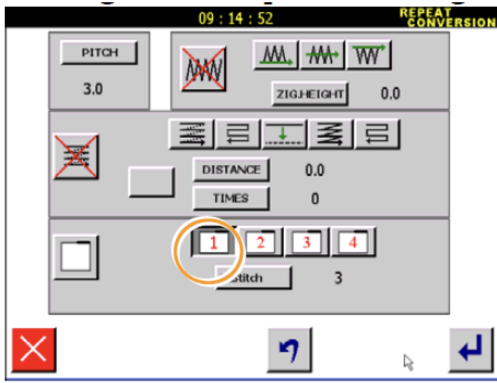 09 : 14 : 52
REPEAT
CONVERSION
PITCH
3.0
ZIG.HEIGHT 0.0
DISTANCE 0.0
TIMES 0
1 2 3 4
Stitch 3